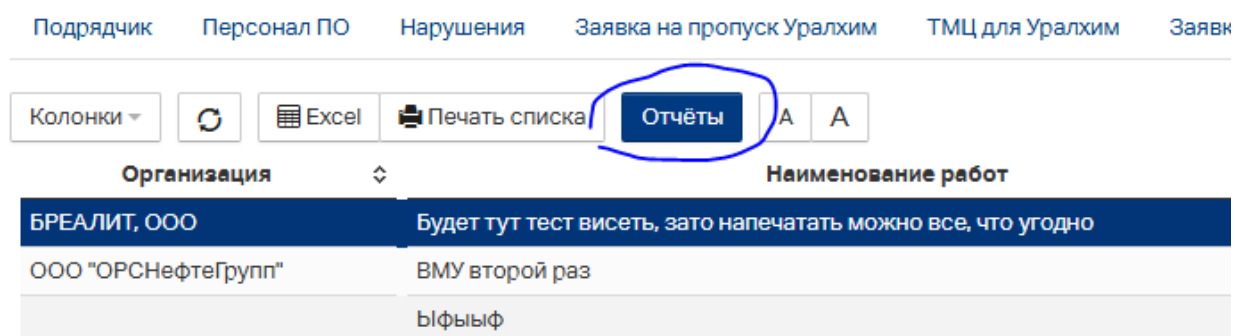 Подрядчик Персонал ПО Нарушения Заявка на пропуск Уралхим ТМЦ для Уралхим Заявк
Колонки Excel Печать списка Отчёты А А
Организация Наименование работ
БРЕАЛИТ, ООО Будет тут тест висеть, зато напечатать можно все, что угодно
ООО "ОРСНефтеГрупп" ВМУ второй раз
Ыфыыф